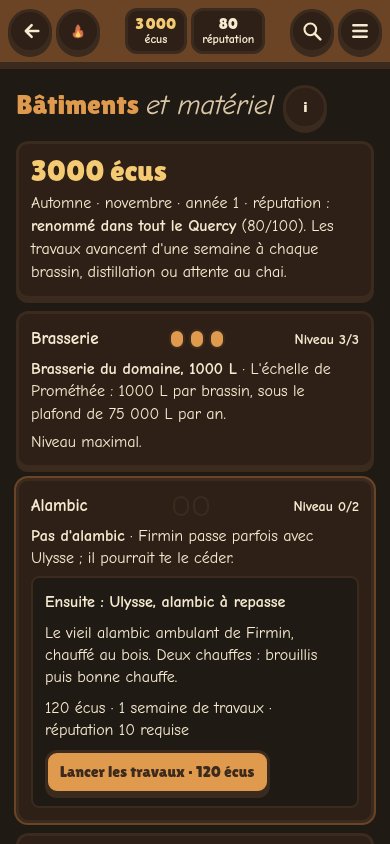 3000
écus
80
réputation
Bâtiments et matériel
i
3000 écus
Automne · novembre · année 1 · réputation :
renommé dans tout le Quercy (80/100). Les
travaux avancent d'une semaine à chaque
brassin, distillation ou attente au chai.
Brasserie
Niveau 3/3
Brasserie du domaine, 1000 L · L'échelle de
Prométhée : 1000 L par brassin, sous le
plafond de 75 000 L par an.
Niveau maximal.
Alambic
Niveau 0/2
Pas d'alambic · Firmin passe parfois avec
Ulysse ; il pourrait te le céder.
Ensuite : Ulysse, alambic à repasse
Le vieil alambic ambulant de Firmin,
chauffé au bois. Deux chauffes : brouillis
puis bonne chauffe.
120 écus · 1 semaine de travaux ·
réputation 10 requise
Lancer les travaux · 120 écus